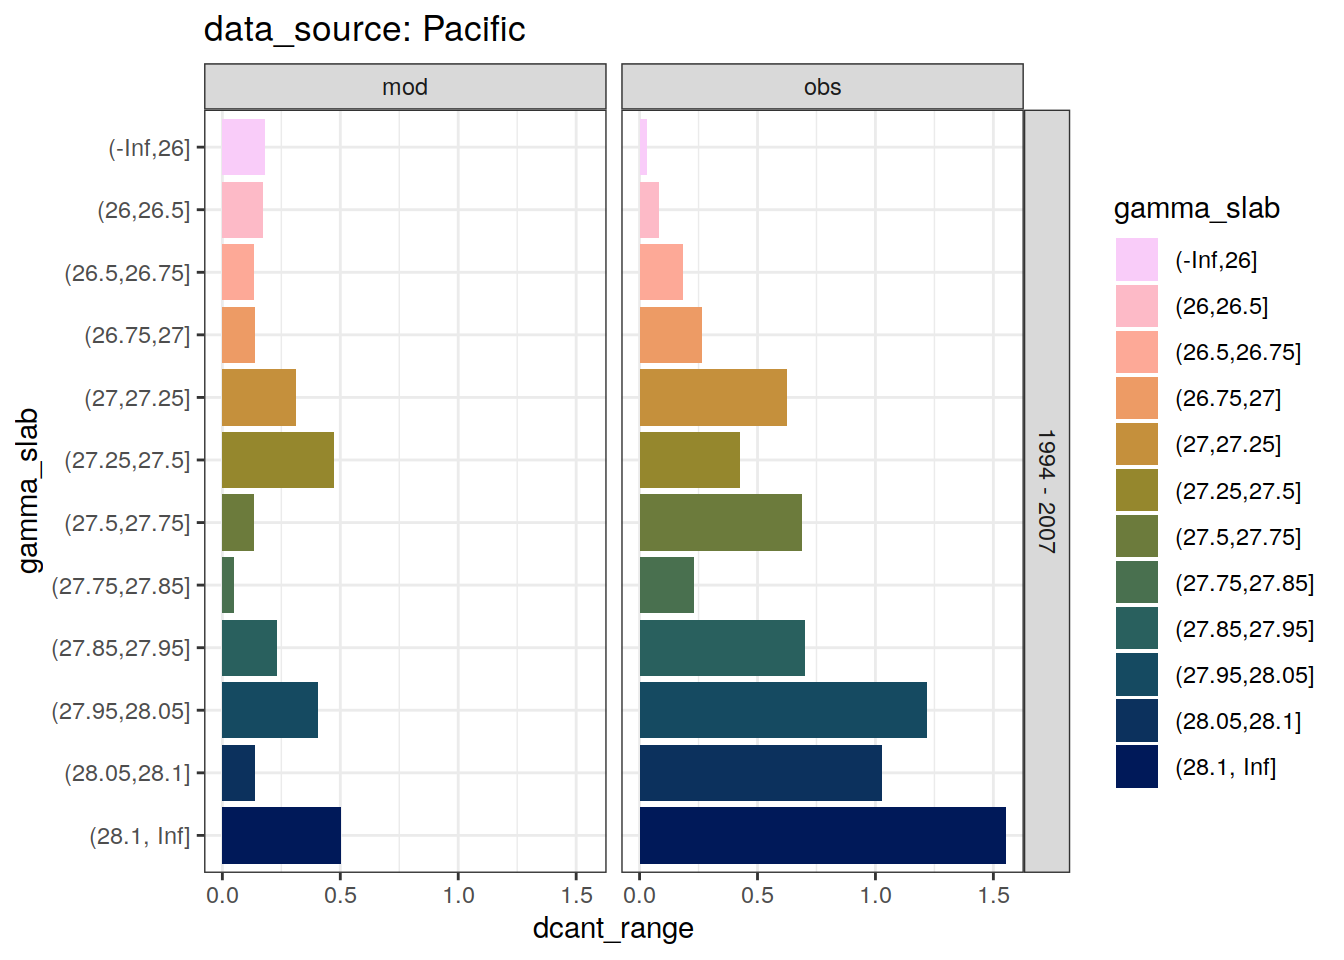 data_source: Pacific
mod
obs
gamma_slab
(-Inf,26]
(26,26.5]
(26.5,26.75]
(26.75,27]
(27,27.25]
(27.25,27.5]
(27.5,27.75]
(27.75,27.85]
(27.85,27.95]
(27.95,28.05]
(28.05,28.1]
(28.1, Inf]
0.0 0.5 1.0 1.5
0.0 0.5 1.0 1.5
dcant_range
1994 - 2007
gamma_slab
(-Inf,26]
(26,26.5]
(26.5,26.75]
(26.75,27]
(27,27.25]
(27.25,27.5]
(27.5,27.75]
(27.75,27.85]
(27.85,27.95]
(27.95,28.05]
(28.05,28.1]
(28.1, Inf]